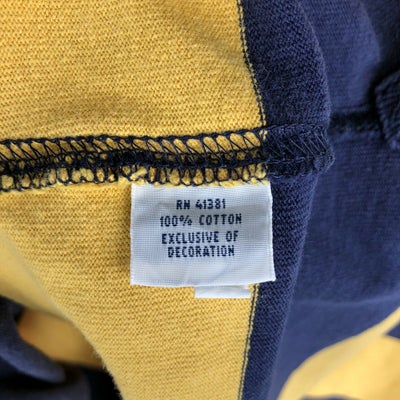 RN 41381
100% COTTON
EXCLUSIVE OF
DECORATION